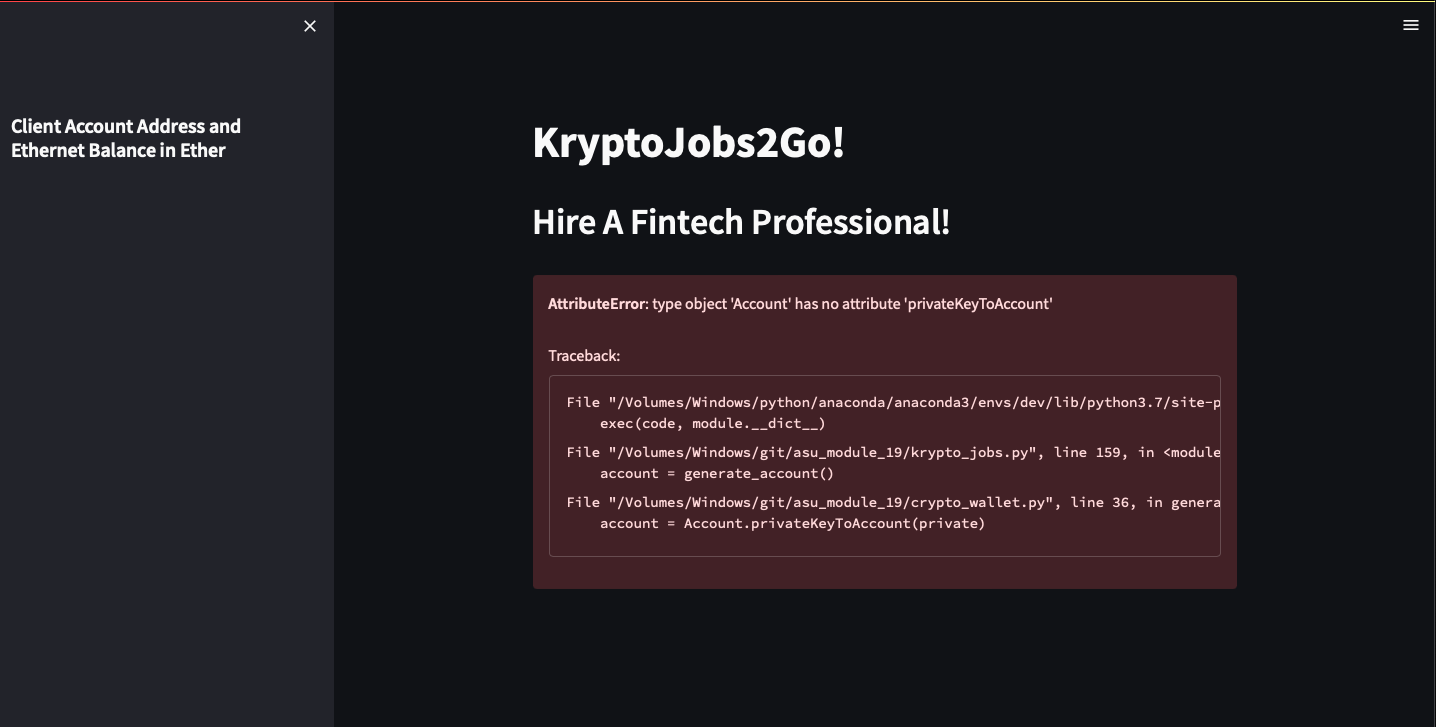 Client Account Address and
Ethernet Balance in Ether
KryptoJobs2Go!
Hire A Fintech Professional!
AttributeError: type object 'Account' has no attribute 'privateKeyToAccount'
Traceback:
File "/Volumes/Windows/python/anaconda/anaconda3/envs/dev/lib/python3.7/site-p
exec(code, module.__dict__)
File "/Volumes/Windows/git/asu_module_19/krypto_jobs.py", line 159, in <module
account = generate_account()
File "/Volumes/Windows/git/asu_module_19/crypto_wallet.py", line 36, in genera
account = Account.privateKeyToAccount(private)